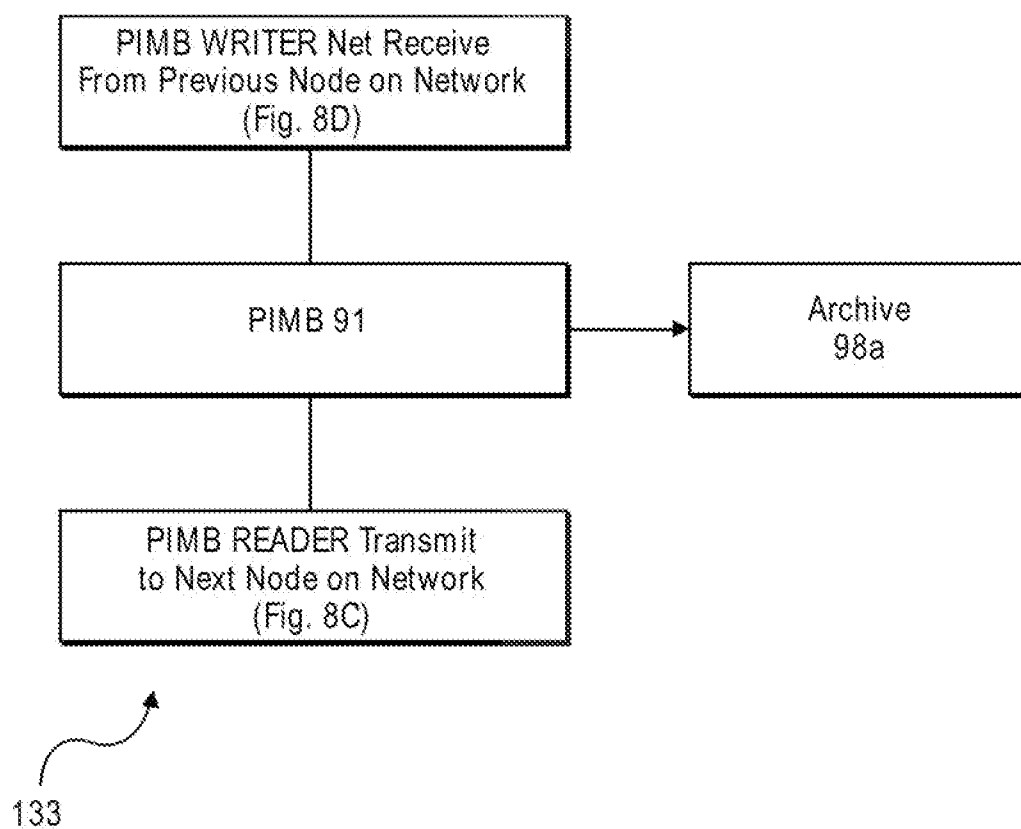 PIMB WRITER Net Receive
From Previous Node on Network
(Fig. 8D)
PIMB 91
Archive
98a
PIMB READER Transmit
to Next Node on Network
(Fig. 8C)
133